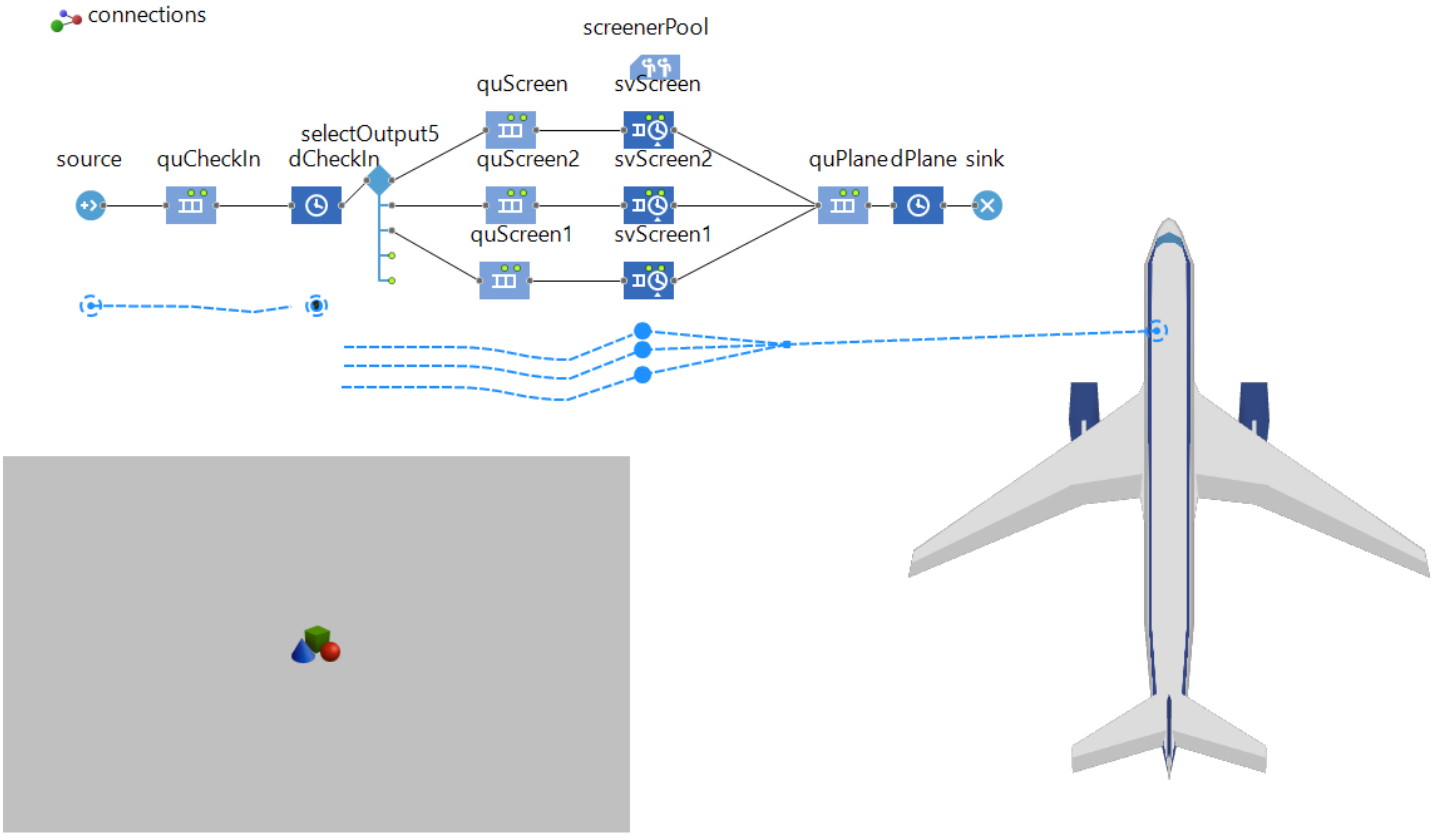 connections
screenerPool
quScreen svScreen
selectOutput5
source quCheckIn dCheckIn quScreen2 svScreen2 quPlane dPlane sink
quScreen1 svScreen1